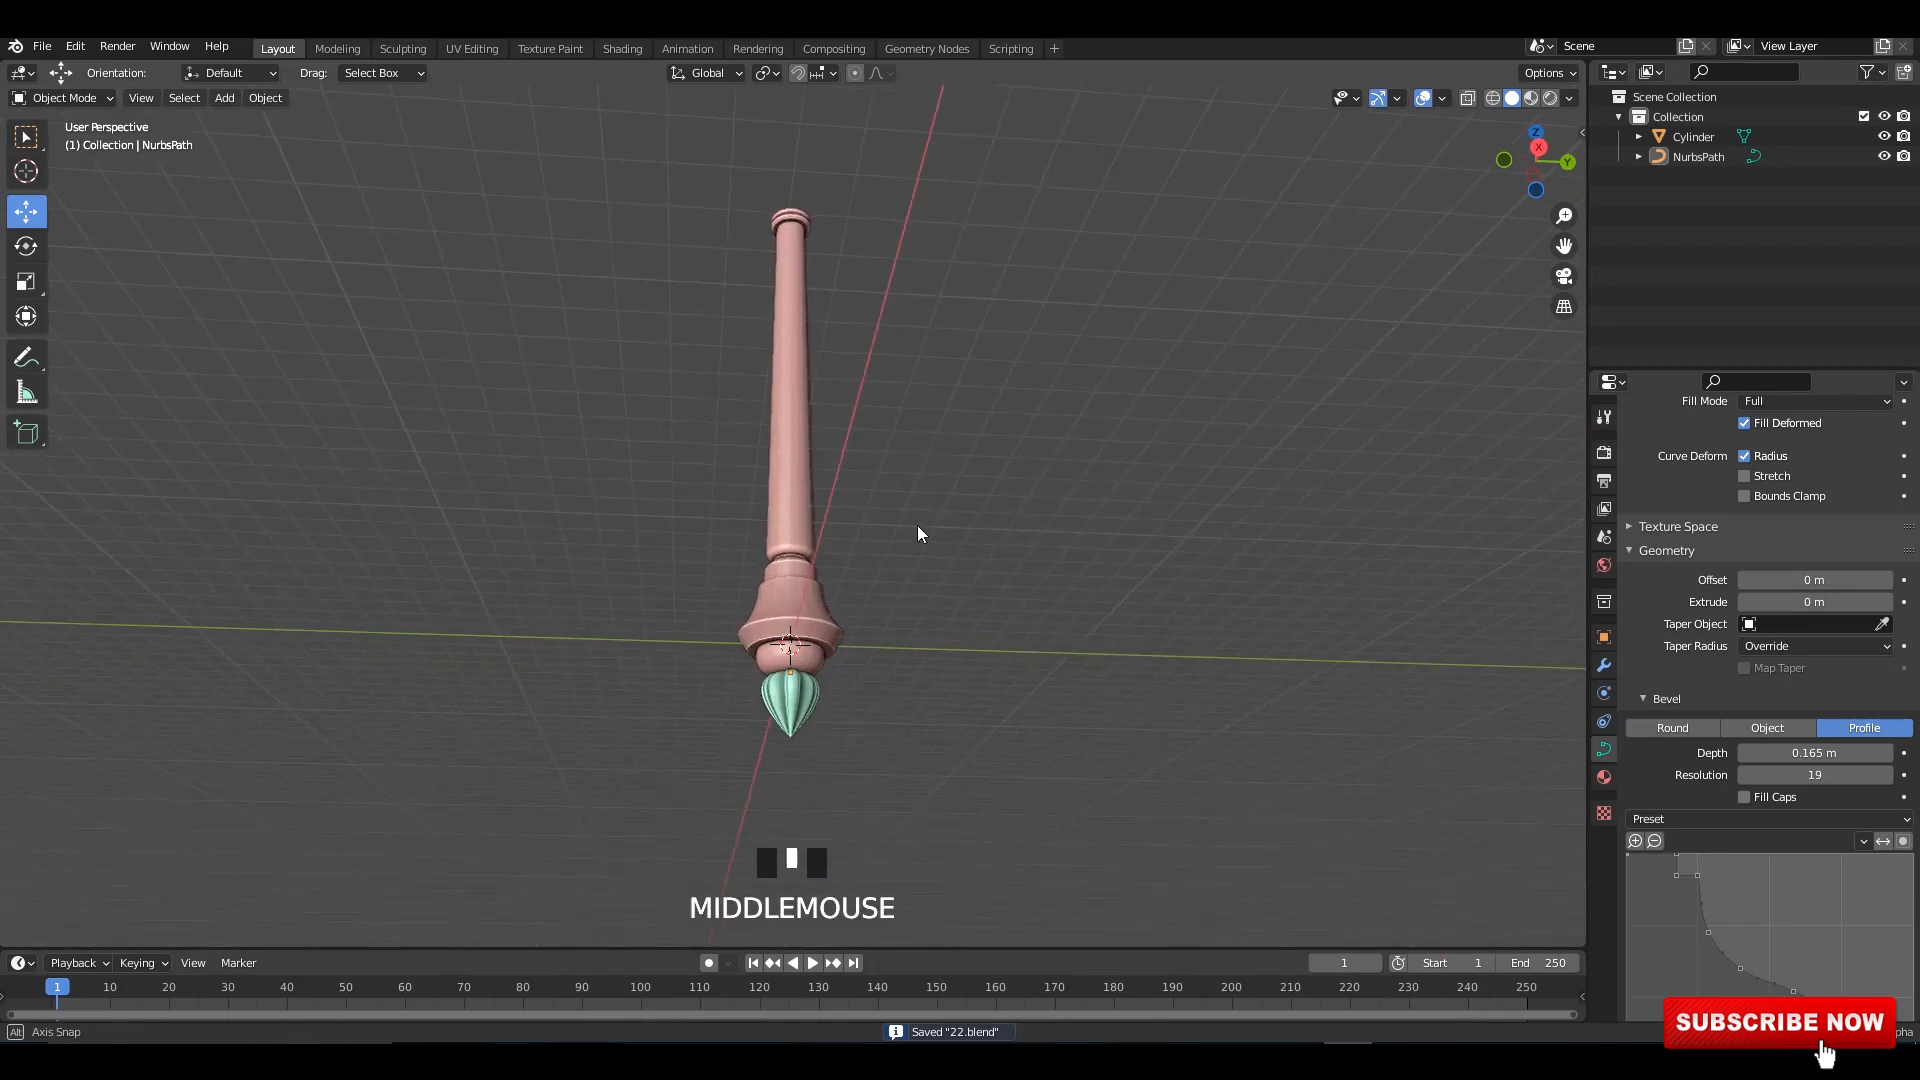 File Edit Render Window Help Layout Modeling Sculpting UV Editing Texture Paint Shading Animation Rendering Compositing Geometry Nodes Scripting Scene View Layer
Orientation: Default Drag: Select Box Global Options
Object Mode View Select Add Object
User Perspective
(1) Collection | NurbsPath
Z
X
Y
Scene Collection
Collection
Cylinder
NurbsPath
Fill Mode Full
Fill Deformed
Curve Deform Radius
Stretch
Bounds Clamp
Texture Space
Geometry
Offset 0 m
Extrude 0 m
Taper Object
Taper Radius Override
Map Taper
Bevel
Round Object Profile
Depth 0.165 m
Resolution 19
Fill Caps
Preset
MIDDLEMOUSE
Playback Keying View Marker 1 Start 1 End 250
1 10 20 30 40 50 60 70 80 90 100 110 120 130 140 150 160 170 180 190 200 210 220 230 240 250
Alt Axis Snap Saved "22.blend" pha
SUBSCRIBE NOW